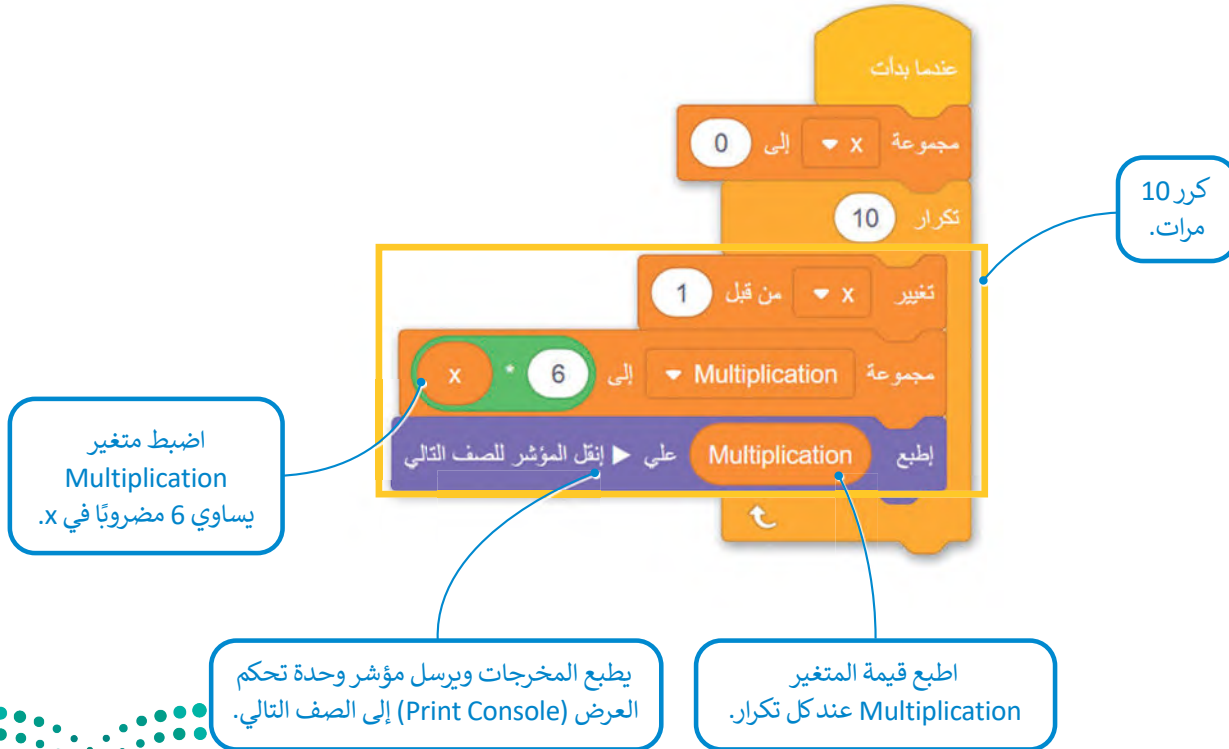 عندما بدأت
مجموعة x إلى 0
تكرار 10
كرر 10
مرات.
تغيير x من قبل 1
مجموعة Multiplication إلى 6 * x
إطبع Multiplication علي ◄ إنقل المؤشر للصف التالي
اضبط متغير
Multiplication
يساوي 6 مضروبًا في x.
اطبع قيمة المتغير
Multiplication عند كل تكرار.
يطبع المخرجات ويرسل مؤشر وحدة تحكم
العرض (Print Console) إلى الصف التالي.